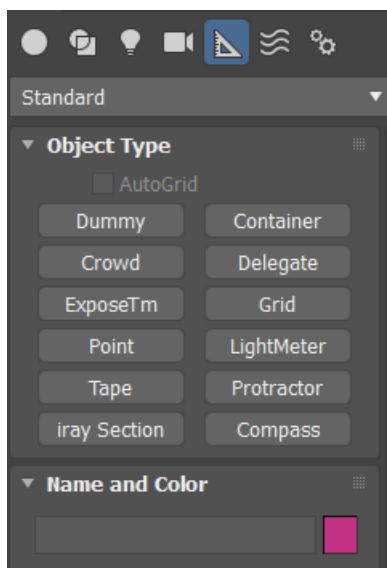 Standard
Object Type
AutoGrid
Dummy Container
Crowd Delegate
ExposeTm Grid
Point LightMeter
Tape Protractor
iray Section Compass
Name and Color